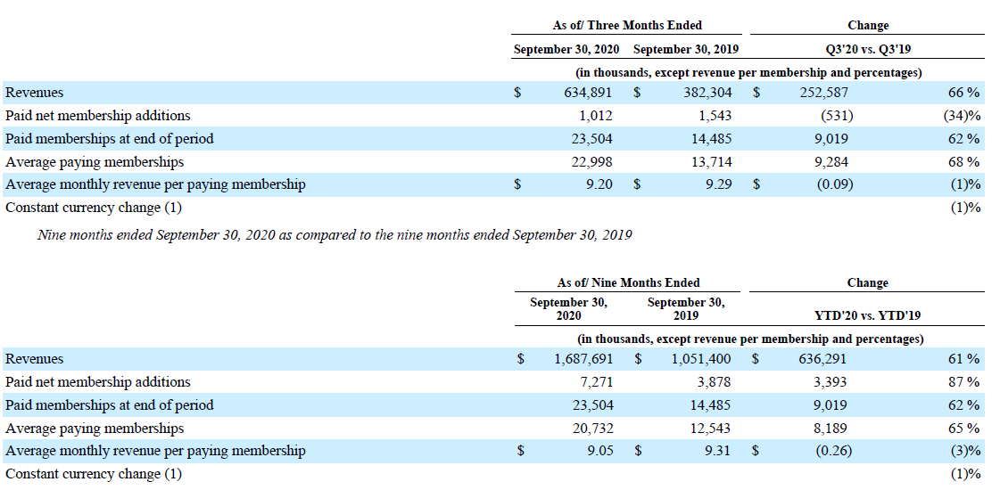 As of/ Three Months Ended Change
September 30, 2020 September 30, 2019 Q3'20 vs. Q3'19
(in thousands, except revenue per membership and percentages)
Revenues $ 634,891 $ 382,304 $ 252,587 66 %
Paid net membership additions 1,012 1,543 (531) (34)%
Paid memberships at end of period 23,504 14,485 9,019 62 %
Average paying memberships 22,998 13,714 9,284 68 %
Average monthly revenue per paying membership $ 9.20 $ 9.29 $ (0.09) (1)%
Constant currency change (1) (1)%
Nine months ended September 30, 2020 as compared to the nine months ended September 30, 2019
As of/ Nine Months Ended Change
September 30, September 30,
2020 2019 YTD'20 vs. YTD'19
(in thousands, except revenue per membership and percentages)
Revenues $ 1,687,691 $ 1,051,400 $ 636,291 61 %
Paid net membership additions 7,271 3,878 3,393 87 %
Paid memberships at end of period 23,504 14,485 9,019 62 %
Average paying memberships 20,732 12,543 8,189 65 %
Average monthly revenue per paying membership $ 9.05 $ 9.31 $ (0.26) (3)%
Constant currency change (1) (1)%